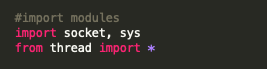 #import modules
import socket, sys
from thread import *